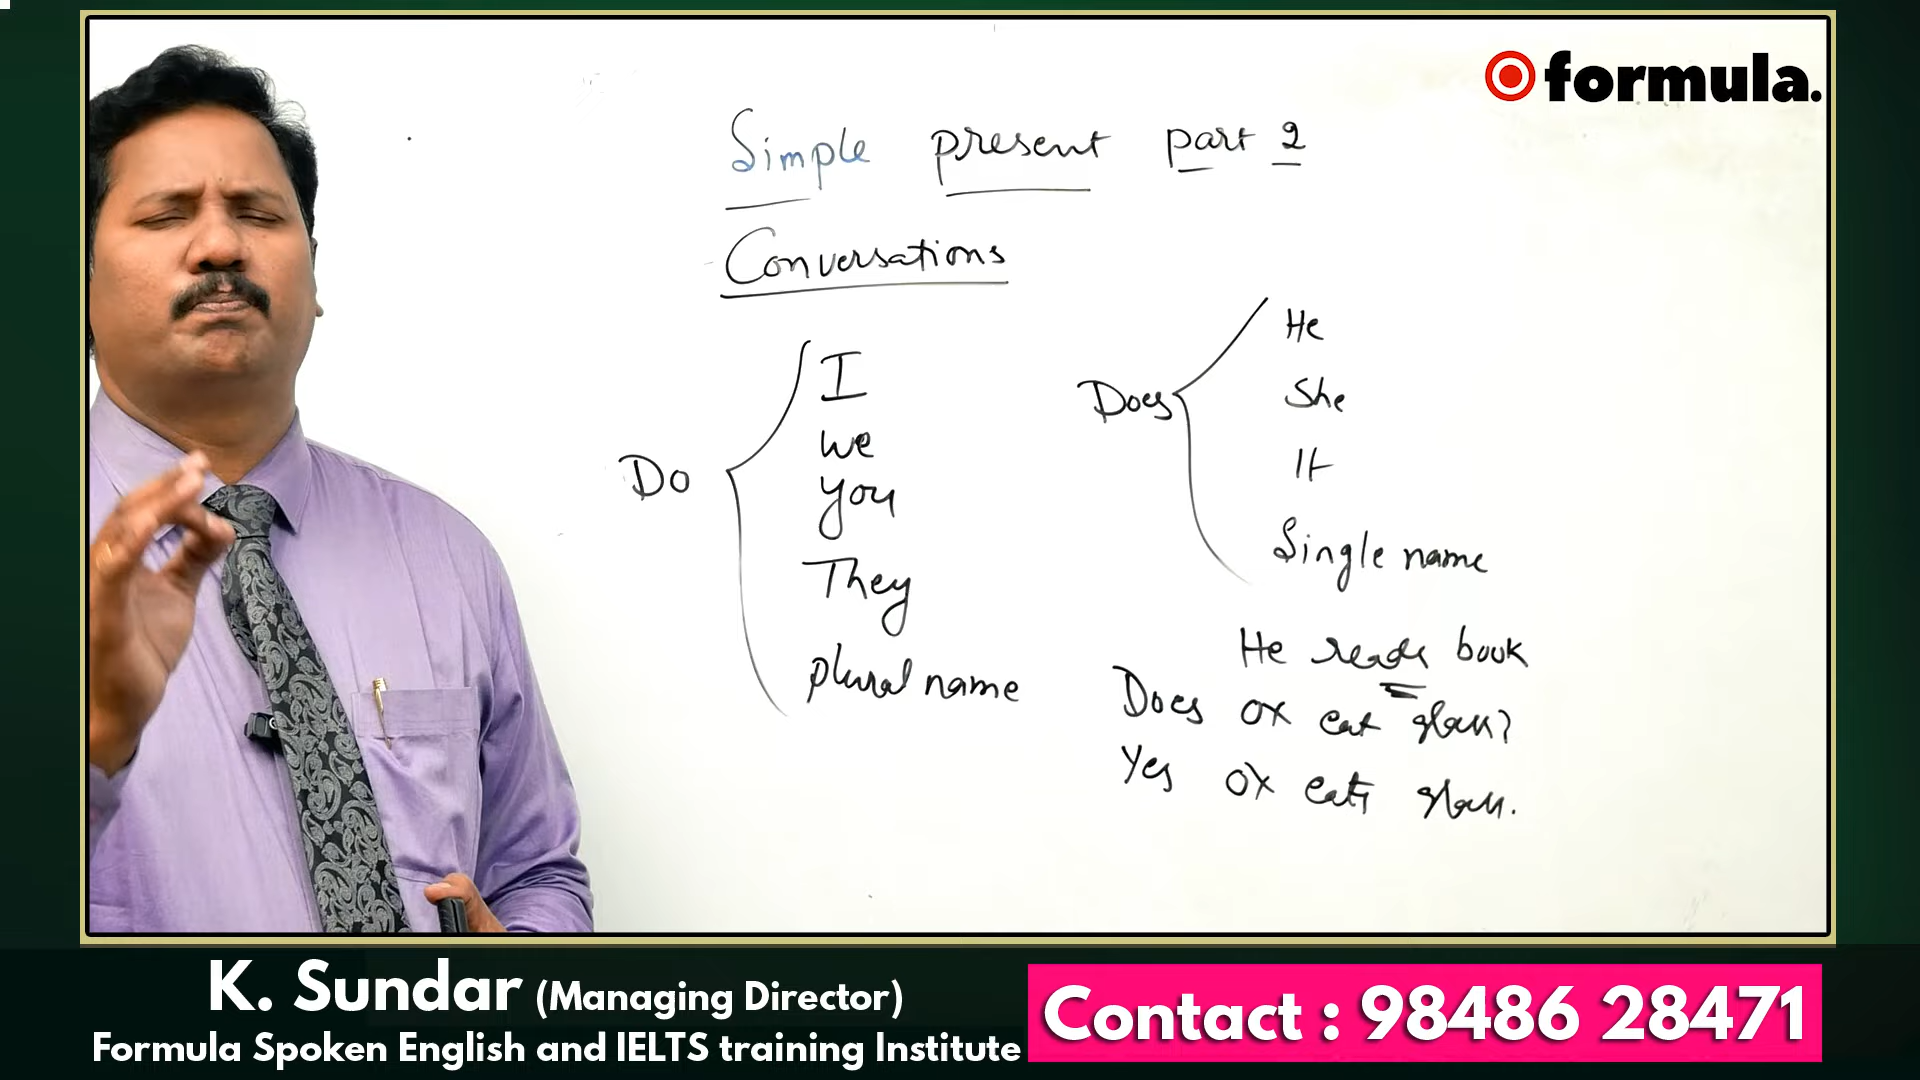 formula.
Simple present part 2
Conversations
Do
I
we
you
They
plural name
Does
He
She
It
Single name
He reads book
Does ox eat glass?
Yes ox eats glass.
K. Sundar (Managing Director)
Formula Spoken English and IELTS training Institute
Contact : 98486 28471